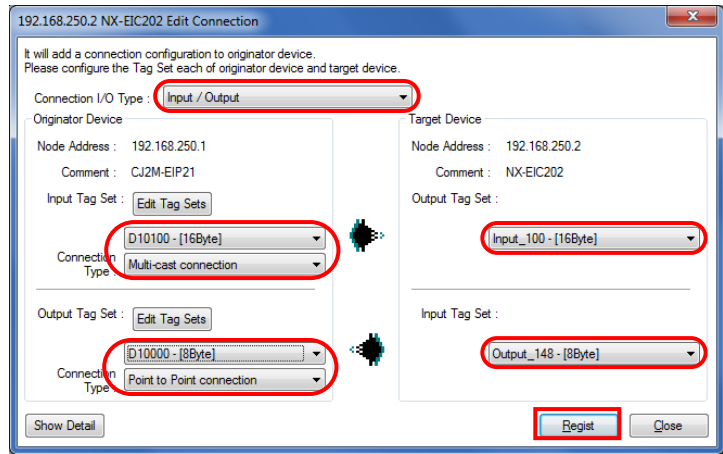 192.168.250.2 NX-EIC202 Edit Connection
It will add a connection configuration to originator device.
Please configure the Tag Set each of originator device and target device.
Connection I/O Type : Input / Output
Originator Device
Node Address : 192.168.250.1
Comment : CJ2M-EIP21
Input Tag Set : Edit Tag Sets
D10100 - [16Byte]
Connection Type : Multi-cast connection
Output Tag Set : Edit Tag Sets
D10000 - [8Byte]
Connection Type : Point to Point connection
Target Device
Node Address : 192.168.250.2
Comment : NX-EIC202
Output Tag Set :
Input_100 - [16Byte]
Input Tag Set :
Output_148 - [8Byte]
Show Detail
Regist
Close